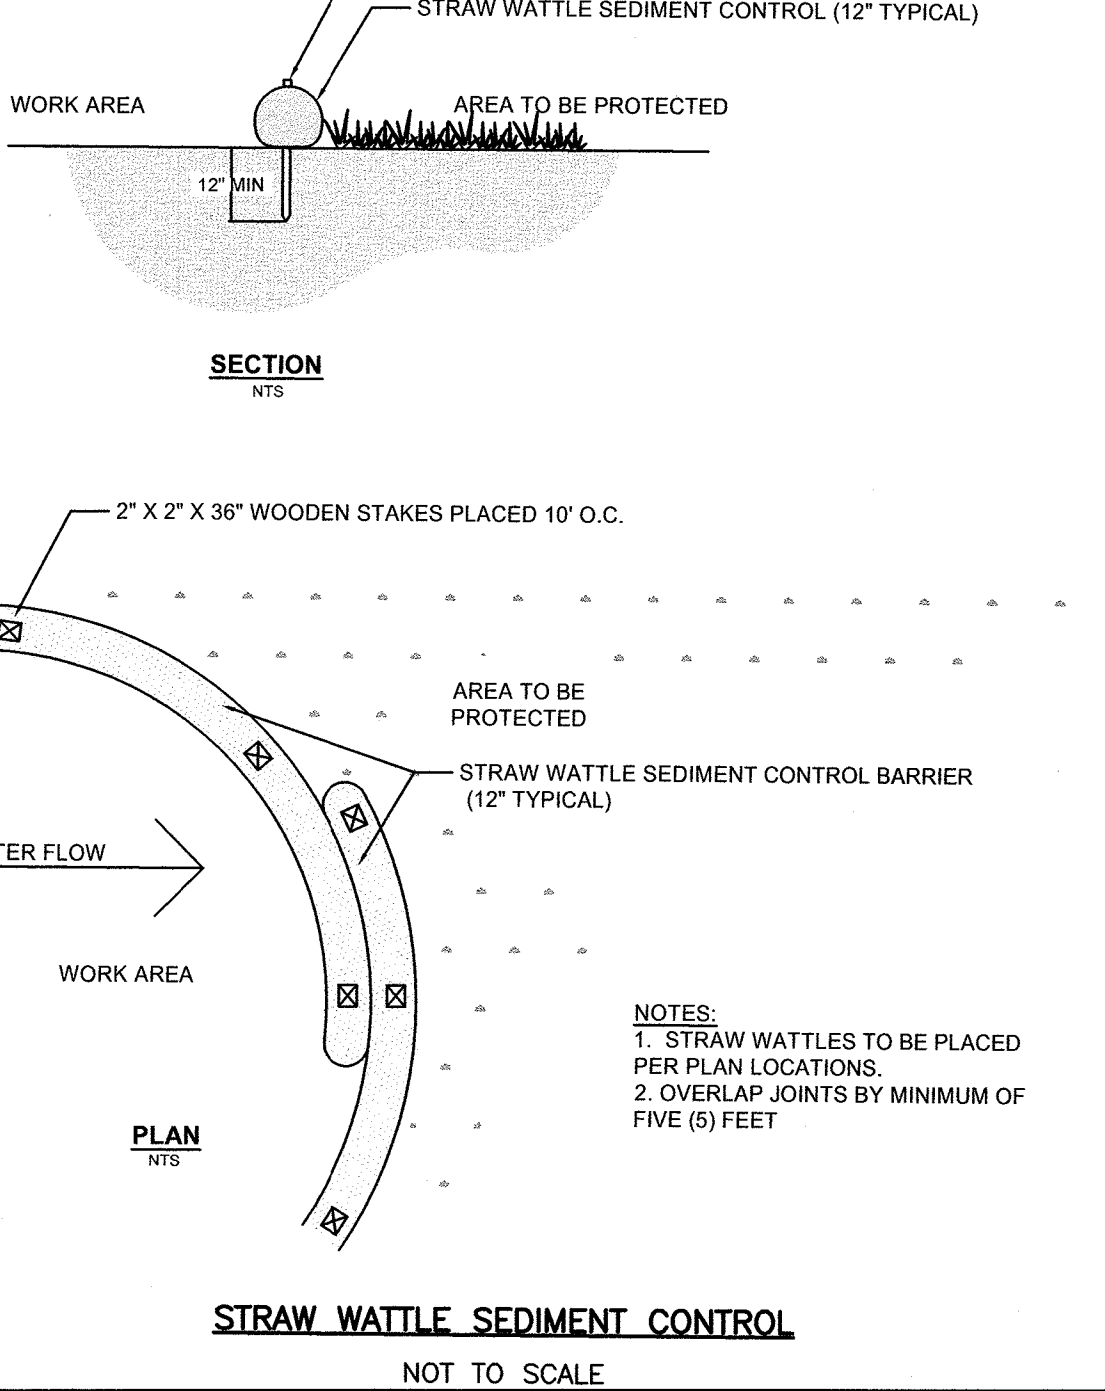 STRAW WATTLE SEDIMENT CONTROL (12" TYPICAL)
WORK AREA
AREA TO BE PROTECTED
12" MIN
SECTION
NTS
2" X 2" X 36" WOODEN STAKES PLACED 10' O.C.
AREA TO BE
PROTECTED
STRAW WATTLE SEDIMENT CONTROL BARRIER
(12" TYPICAL)
TER FLOW
WORK AREA
NOTES:
1. STRAW WATTLES TO BE PLACED
PER PLAN LOCATIONS.
2. OVERLAP JOINTS BY MINIMUM OF
FIVE (5) FEET
PLAN
NTS
STRAW WATTLE SEDIMENT CONTROL
NOT TO SCALE